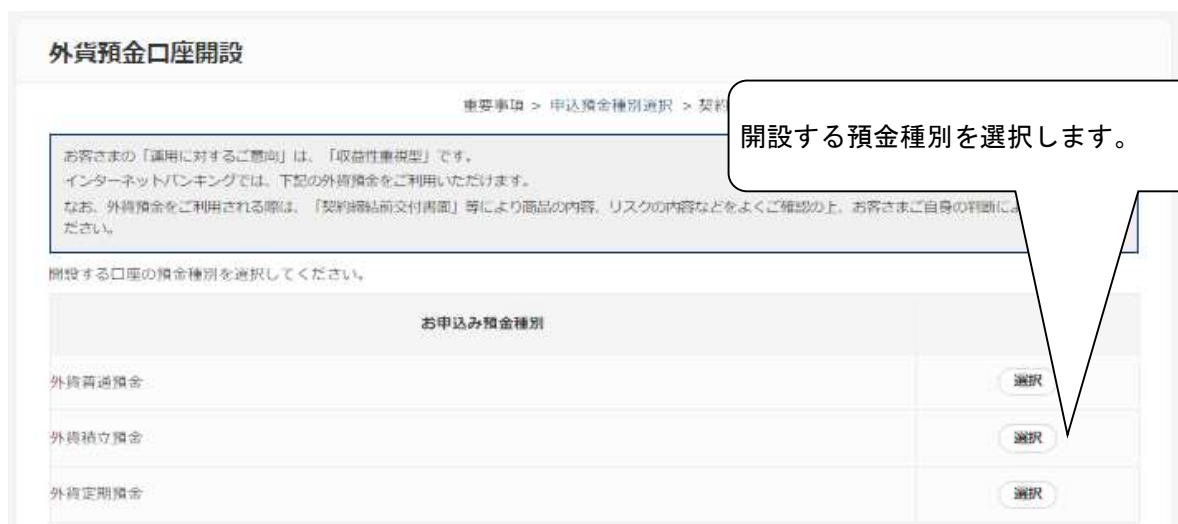 外貨預金口座開設
重要事項 > 申込預金種別選択 > 契約
開設する預金種別を選択します。
お客さまの「運用に対するご意向」は、「収益性重視型」です。
インターネットバンキングでは、下記の外貨預金をご利用いただけます。
なお、外貨預金をご利用される際は、「契約締結前交付書面」等により商品の内容、リスクの内容などをよくご確認の上、お客さまご自身の判断によ
ださい。
開設する口座の預金種別を選択してください。
お申込み預金種別
外貨普通預金 選択
外貨積立預金 選択
外貨定期預金 選択